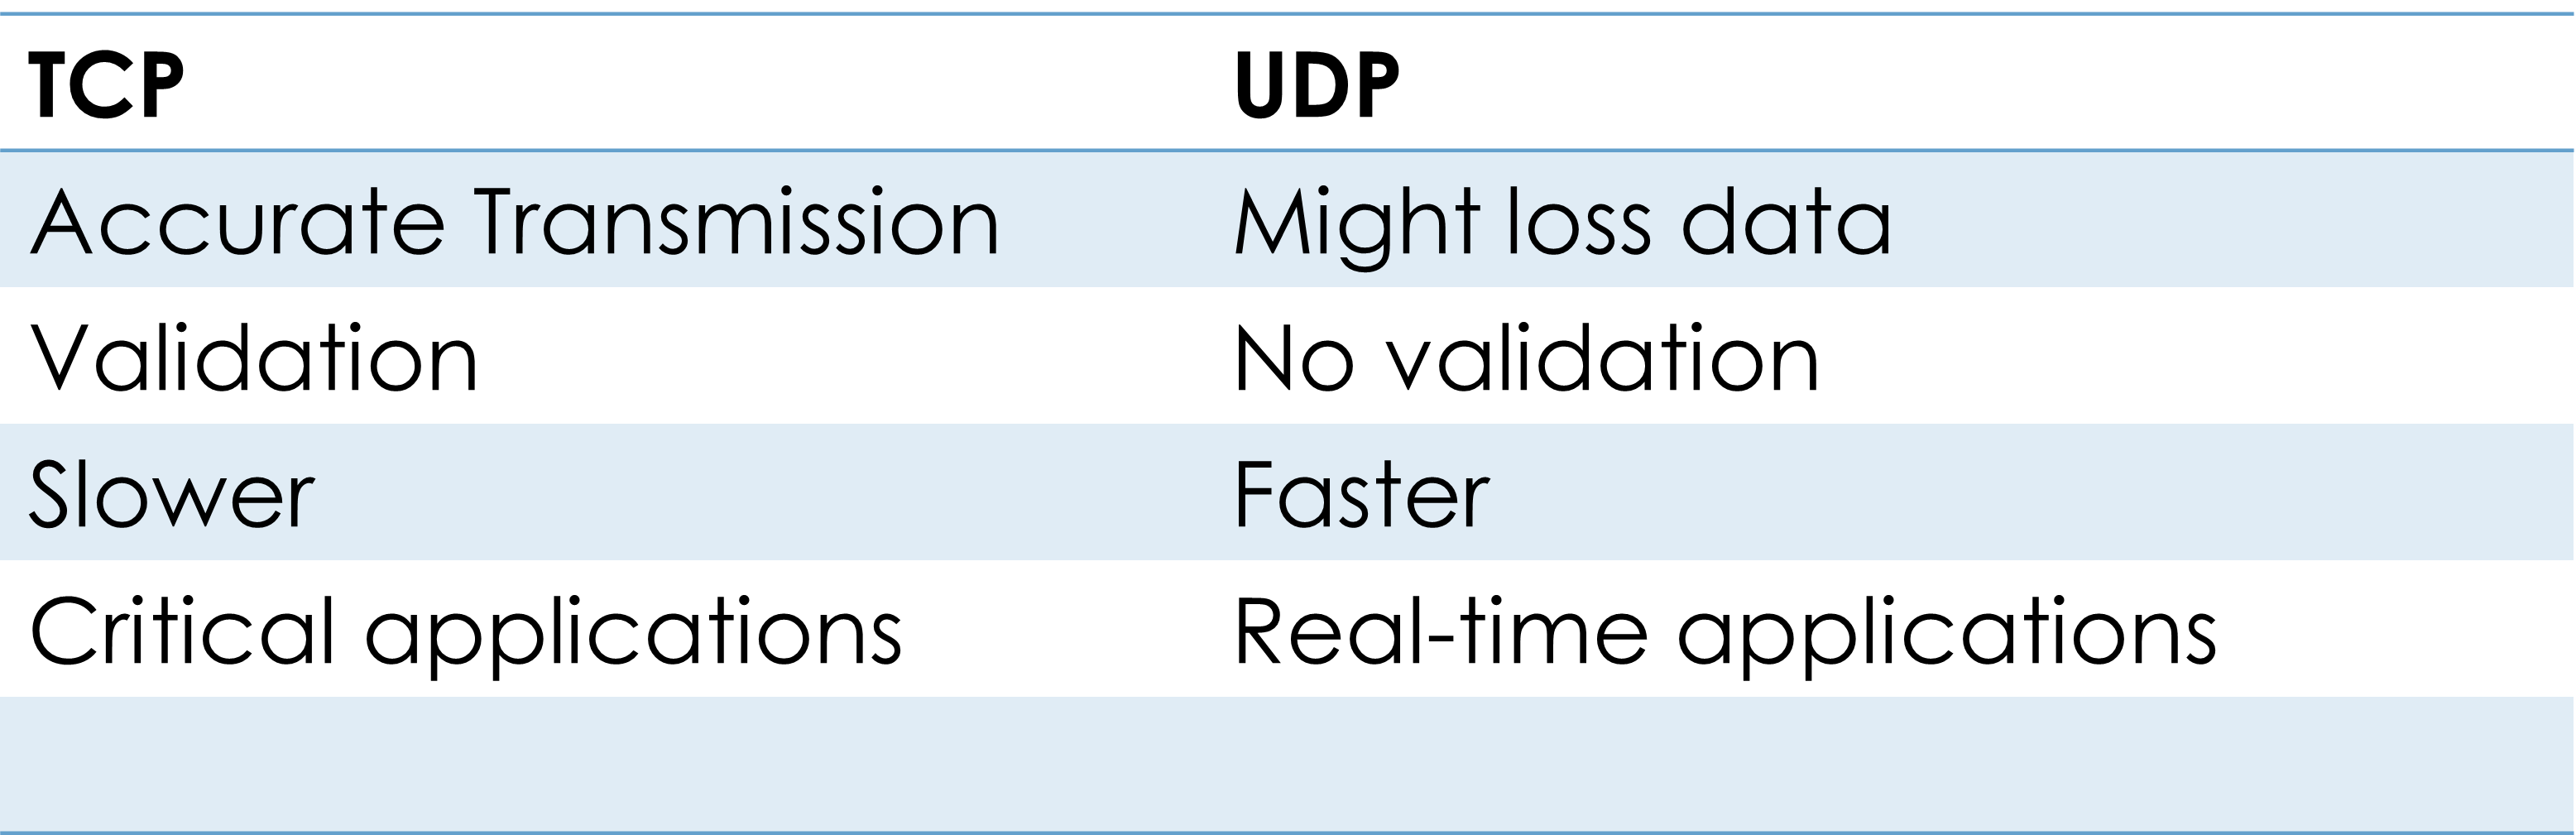 TCP UDP
Accurate Transmission Might loss data
Validation No validation
Slower Faster
Critical applications Real-time applications